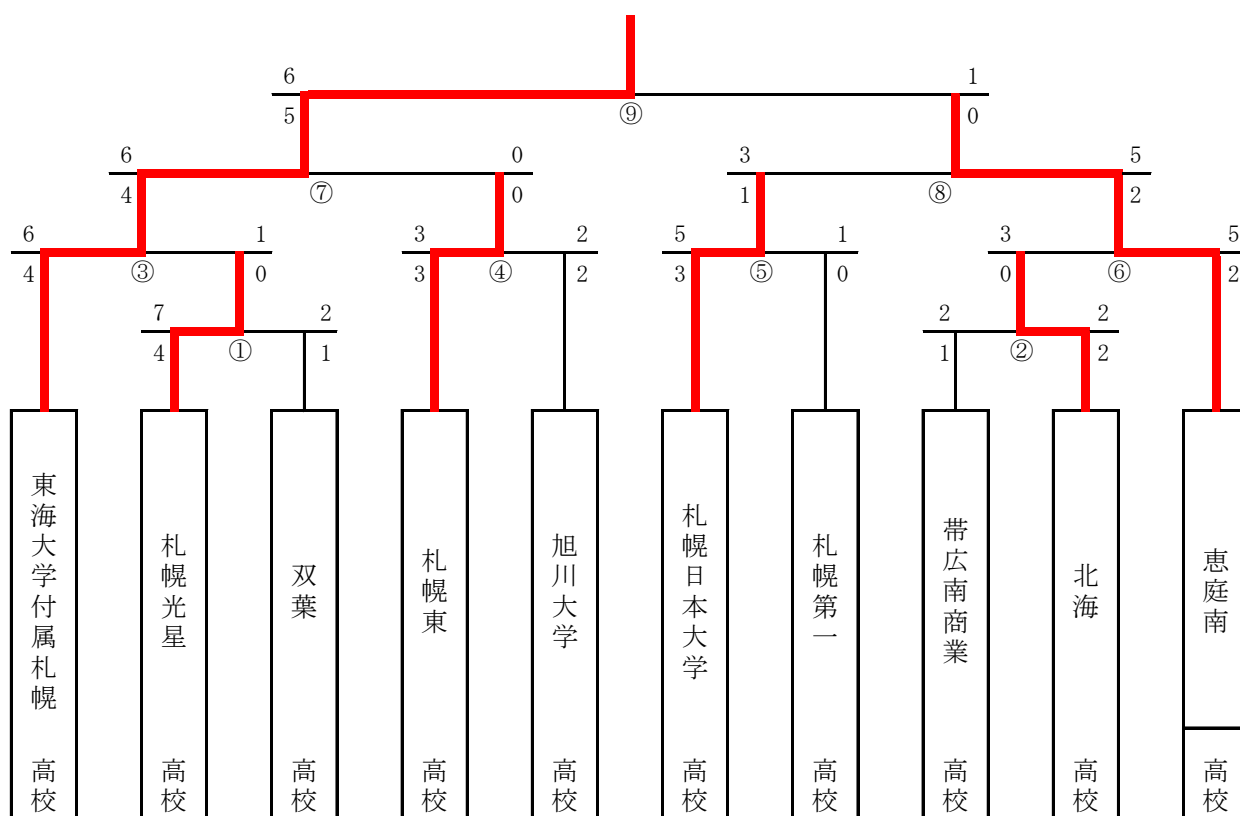 6 1
5 ⑨ 0
6 0 3 5
4 ⑦ 0 1 ⑧ 2
6 1 3 2 5 1 3 5
4 ③ 0 3 ④ 2 3 ⑤ 0 0 ⑥ 2
7 2 2 2
4 ① 1 1 ② 2
東海大学付属札幌 高校
札幌光星 高校
双葉 高校
札幌東 高校
旭川大学 高校
札幌日本大学 高校
札幌第一 高校
帯広南商業 高校
北海 高校
恵庭南 高校